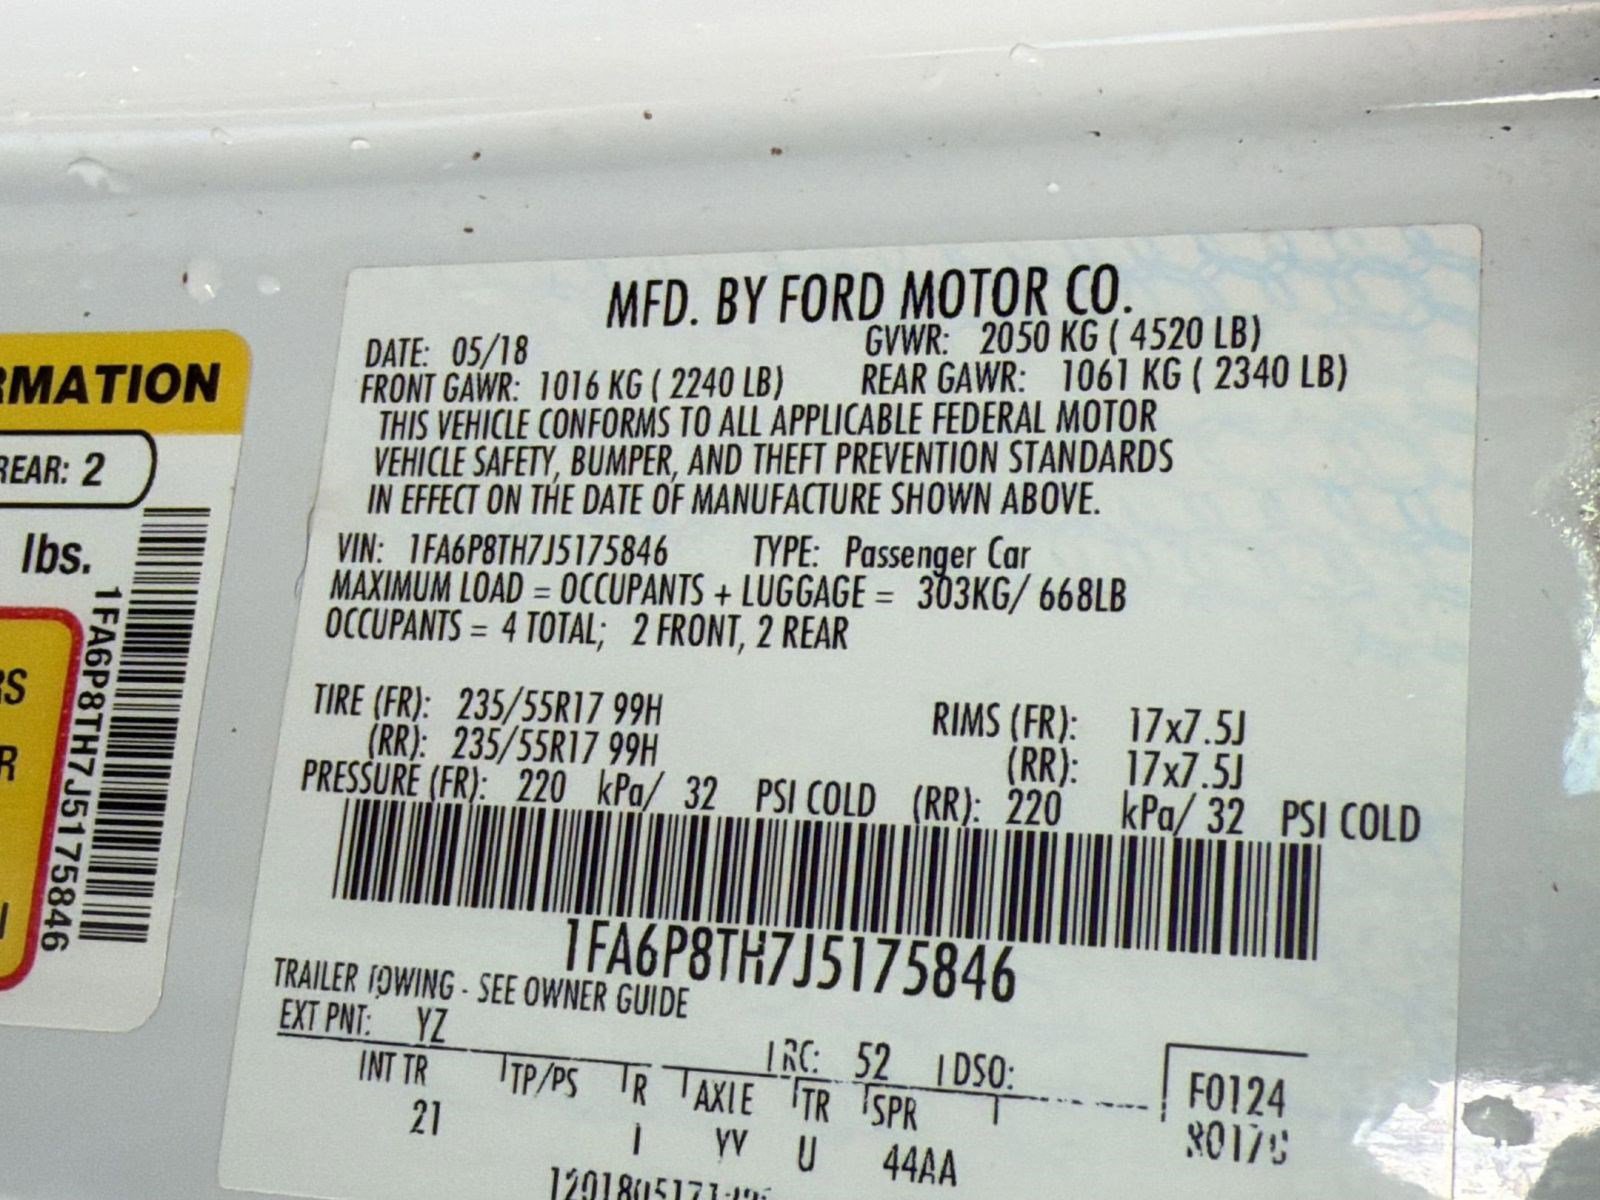 RMATION
REAR: 2
lbs.
1FA6P8TH7J5175846
RS
R
MFD. BY FORD MOTOR CO.
DATE: 05/18 GVWR: 2050 KG ( 4520 LB)
FRONT GAWR: 1016 KG ( 2240 LB) REAR GAWR: 1061 KG ( 2340 LB)
THIS VEHICLE CONFORMS TO ALL APPLICABLE FEDERAL MOTOR
VEHICLE SAFETY, BUMPER, AND THEFT PREVENTION STANDARDS
IN EFFECT ON THE DATE OF MANUFACTURE SHOWN ABOVE.
VIN: 1FA6P8TH7J5175846 TYPE: Passenger Car
MAXIMUM LOAD = OCCUPANTS + LUGGAGE = 303KG/ 668LB
OCCUPANTS = 4 TOTAL; 2 FRONT, 2 REAR
TIRE (FR): 235/55R17 99H RIMS (FR): 17x7.5J
(RR): 235/55R17 99H (RR): 17x7.5J
PRESSURE (FR): 220 kPa/ 32 PSI COLD (RR): 220 kPa/ 32 PSI COLD
1FA6P8TH7J5175846
TRAILER TOWING - SEE OWNER GUIDE
EXT PNT: YZ RC: 52 DSO:
INT TR TP/PS R AXLE TR SPR F0124
21 I YY U 44AA